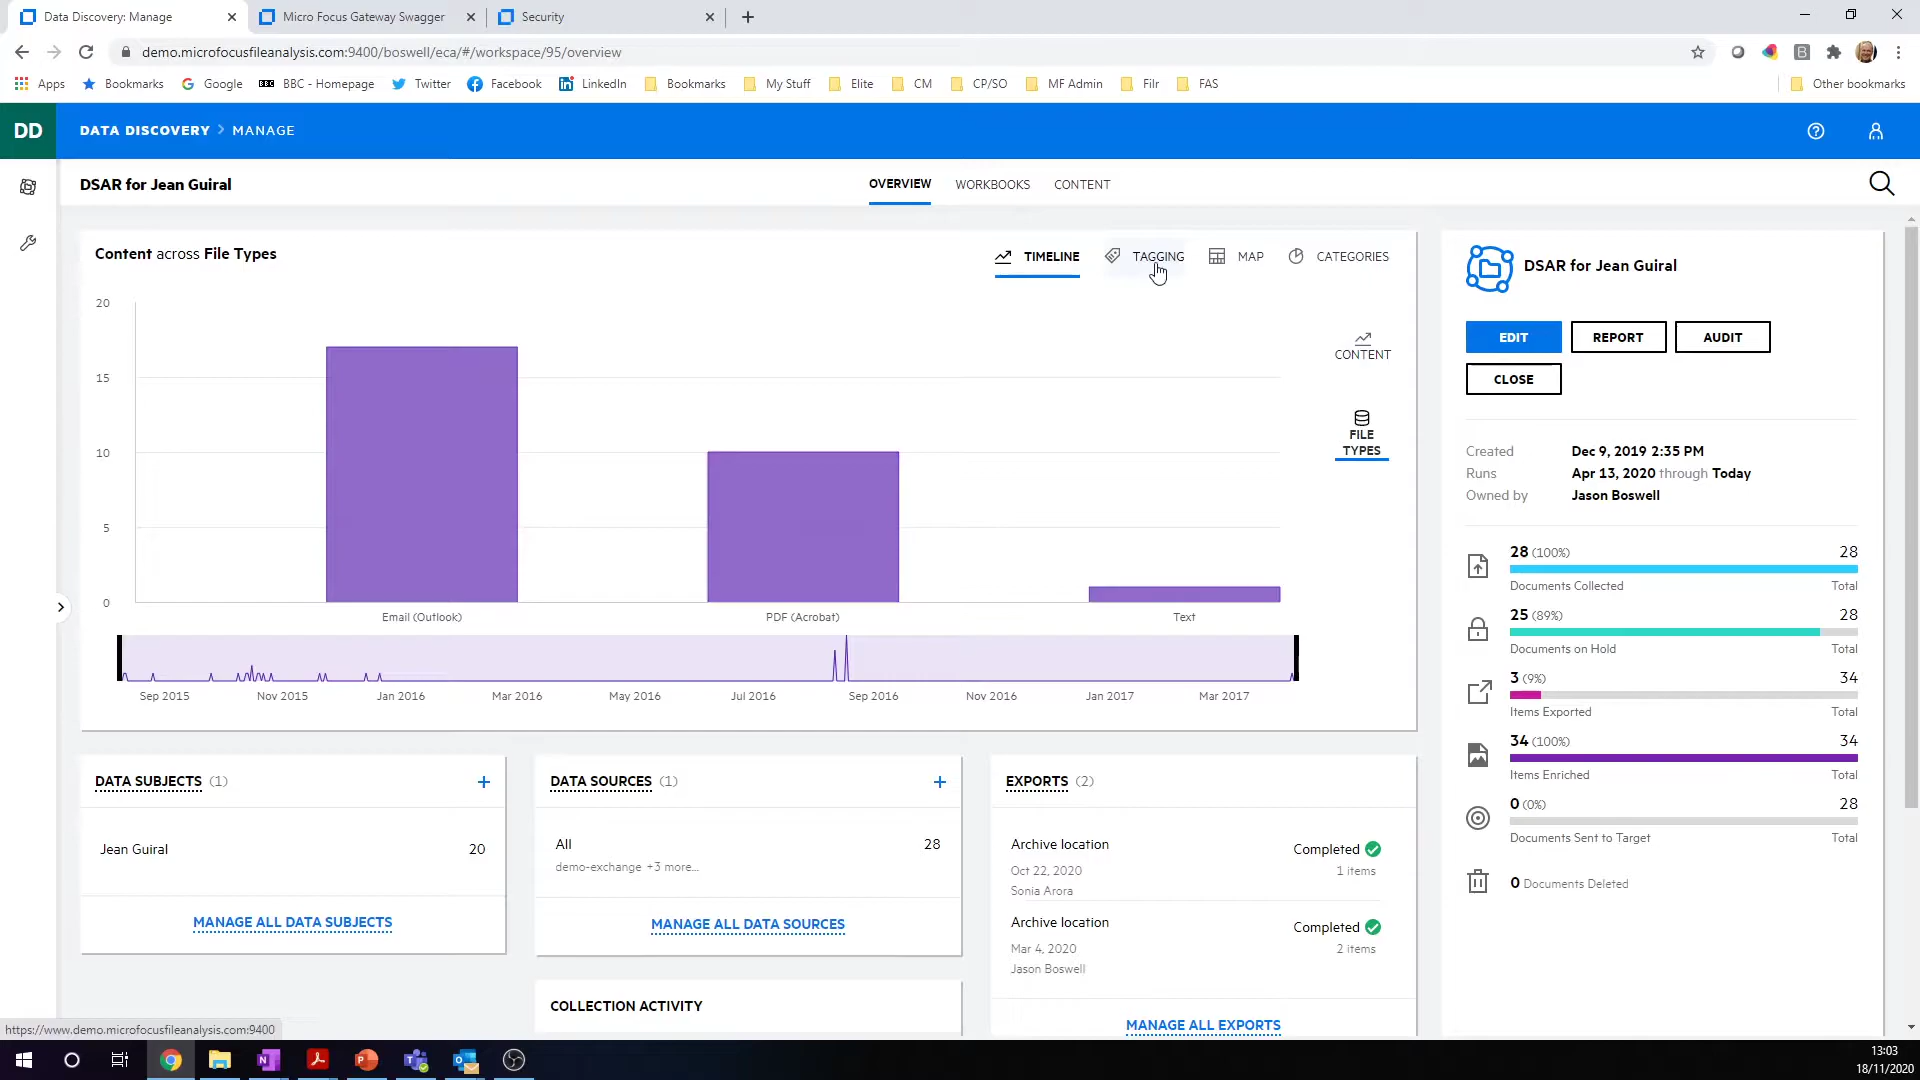 Data Discovery: Manage
Micro Focus Gateway Swagger
Security
demo.microfocusfileanalysis.com:9400/boswell/eca/#/workspace/95/overview
Apps
Bookmarks
Google
BBC - Homepage
Twitter
Facebook
LinkedIn
Bookmarks
My Stuff
Elite
CM
CP/SO
MF Admin
Filr
FAS
Other bookmarks
DD
DATA DISCOVERY > MANAGE
DSAR for Jean Guiral
OVERVIEW
WORKBOOKS
CONTENT
Content across File Types
TIMELINE
TAGGING
MAP
CATEGORIES
20
15
10
5
0
Email (Outlook)
PDF (Acrobat)
Text
CONTENT
FILE
TYPES
Sep 2015
Nov 2015
Jan 2016
Mar 2016
May 2016
Jul 2016
Sep 2016
Nov 2016
Jan 2017
Mar 2017
DSAR for Jean Guiral
EDIT
REPORT
AUDIT
CLOSE
Created Dec 9, 2019 2:35 PM
Runs Apr 13, 2020 through Today
Owned by Jason Boswell
28 (100%) 28
Documents Collected Total
25 (89%) 28
Documents on Hold Total
3 (9%) 34
Items Exported Total
34 (100%) 34
Items Enriched Total
0 (0%) 28
Documents Sent to Target Total
0 Documents Deleted
DATA SUBJECTS (1)
+
Jean Guiral 20
MANAGE ALL DATA SUBJECTS
DATA SOURCES (1)
+
All 28
demo-exchange +3 more...
MANAGE ALL DATA SOURCES
COLLECTION ACTIVITY
EXPORTS (2)
Archive location Completed
Oct 22, 2020 1 items
Sonia Arora
Archive location Completed
Mar 4, 2020 2 items
Jason Boswell
MANAGE ALL EXPORTS
https://www.demo.microfocusfileanalysis.com:9400
13:03
18/11/2020